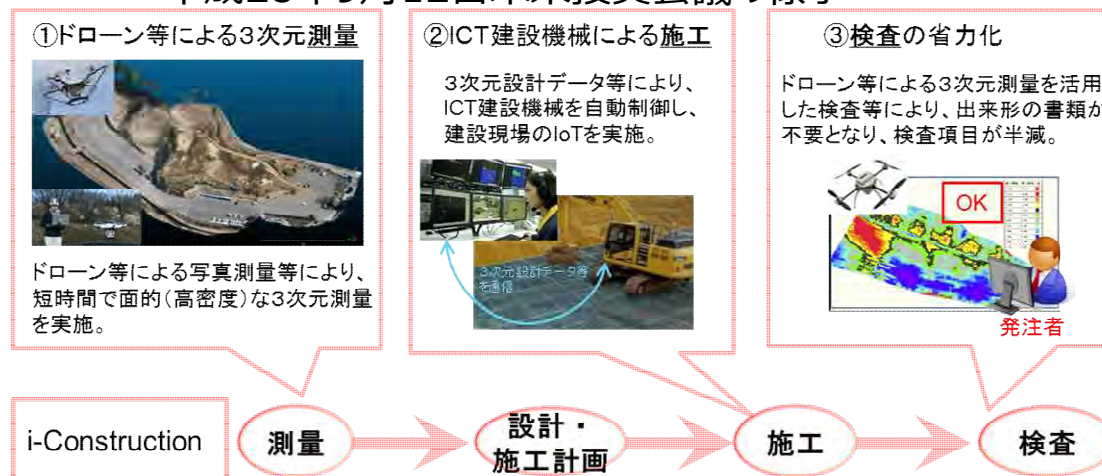 ①ドローン等による3次元測量
ドローン等による写真測量等により、
短時間で面的(高密度)な3次元測量
を実施。
②ICT建設機械による施工
3次元設計データ等により、
ICT建設機械を自動制御し、
建設現場のIoTを実施。
3次元設計データ等
を通信
③検査の省力化
ドローン等による3次元測量を活用
した検査等により、出来形の書類が
不要となり、検査項目が半減。
OK
発注者
i-Construction
測量
設計・
施工計画
施工
検査